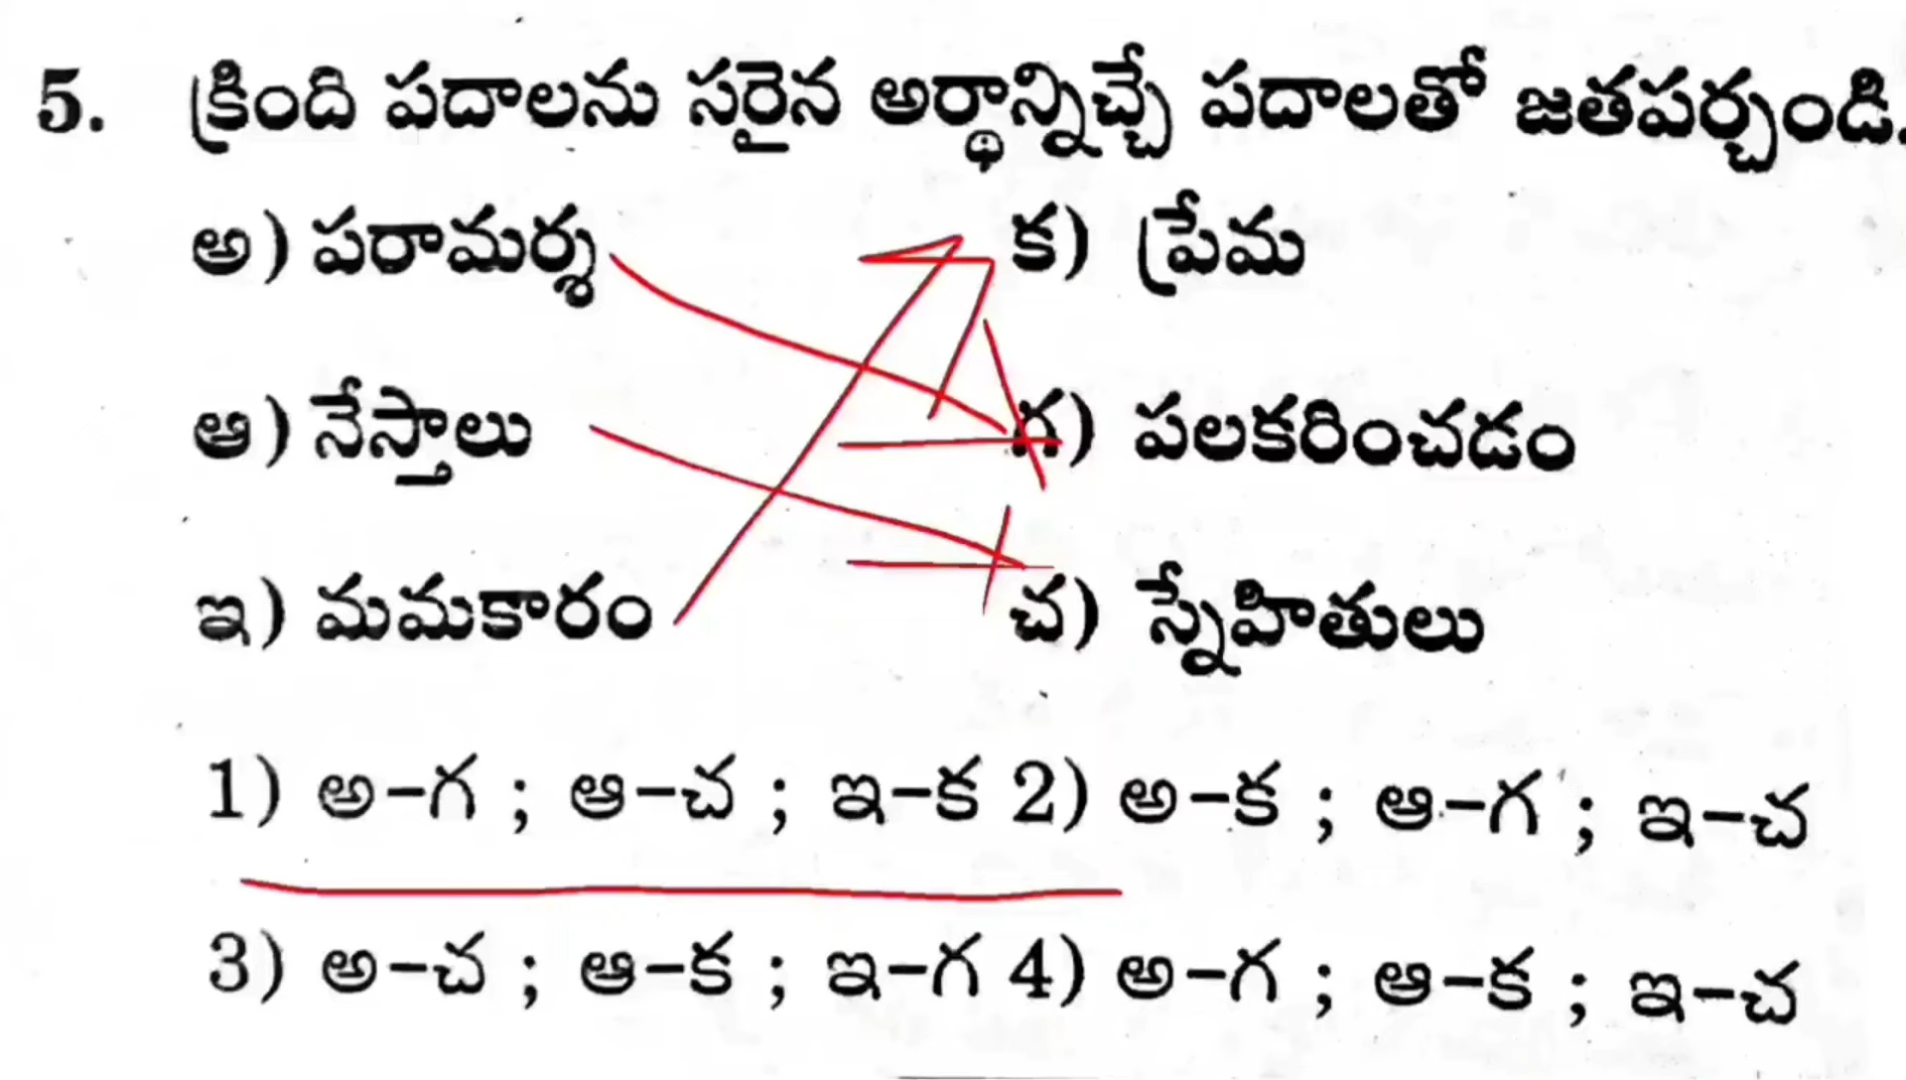 5. క్రింది పదాలను సరైన అర్థాన్నిచ్చే పదాలతో జతపర్చండి.
అ) పరామర్శ క) ప్రేమ
ఆ) నేస్తాలు గ) పలకరించడం
ఇ) మమకారం చ) స్నేహితులు
1) అ-గ ; ఆ-చ ; ఇ-క 2) అ-క ; ఆ-గ ; ఇ-చ
3) అ-చ ; ఆ-క ; ఇ-గ 4) అ-గ ; ఆ-క ; ఇ-చ